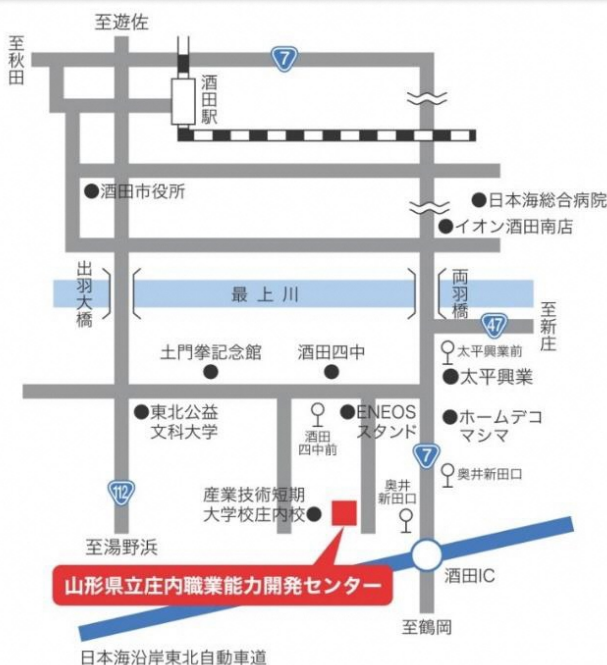 至遊佐
至秋田
7
酒田駅
酒田市役所
日本海総合病院
イオン酒田南店
出羽大橋
最上川
両羽橋
至新庄
47
土門拳記念館
酒田四中
太平興業前
太平興業
東北公益
文科大学
酒田
四中前
ENEOS
スタンド
ホームデコ
マシマ
7
奥井新田口
112
産業技術短期
大学校庄内校
奥井
新田口
至湯野浜
山形県立庄内職業能力開発センター
酒田IC
至鶴岡
日本海沿岸東北自動車道